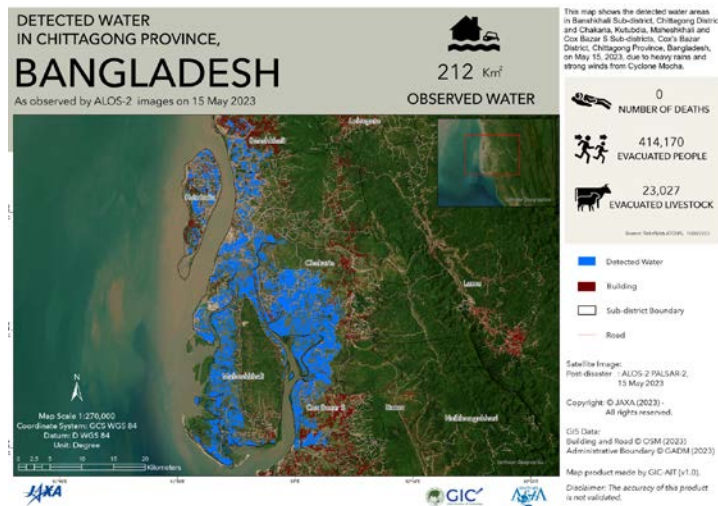 DETECTED WATER
IN CHITTAGONG PROVINCE,
BANGLADESH
As observed by ALOS-2 images on 15 May 2023
212 Km²
OBSERVED WATER
This map shows the detected water areas
in Banshkhali Sub-district, Chittagong District
and Chakaria, Kutubdia, Maheshkhali and
Cox Bazar S Sub-districts, Cox's Bazar
District, Chittagong Province, Bangladesh,
on May 15, 2023, due to heavy rains and
strong winds from Cyclone Mocha.
0
NUMBER OF DEATHS
414,170
EVACUATED PEOPLE
23,027
EVACUATED LIVESTOCK
Detected Water
Building
Sub-district Boundary
Road
Chakaria
Lama
Cox Bazar S
Ramu
N
Map Scale 1:270,000
Coordinate System: GCS WGS 84
Datum: D WGS 84
Unit: Degree
0 2.5 5 10 15 20
Kilometers
Satellite Image:
Post-disaster : ALOS-2 PALSAR-2,
15 May 2023
Copyright: © JAXA (2023) -
All rights reserved.
GIS Data:
Building and Road © OSM (2023)
Administrative Boundary © GADM (2023)
Map product made by GIC-AIT (v1.0).
Disclaimer: The accuracy of this product
is not validated.
JAXA
GIC